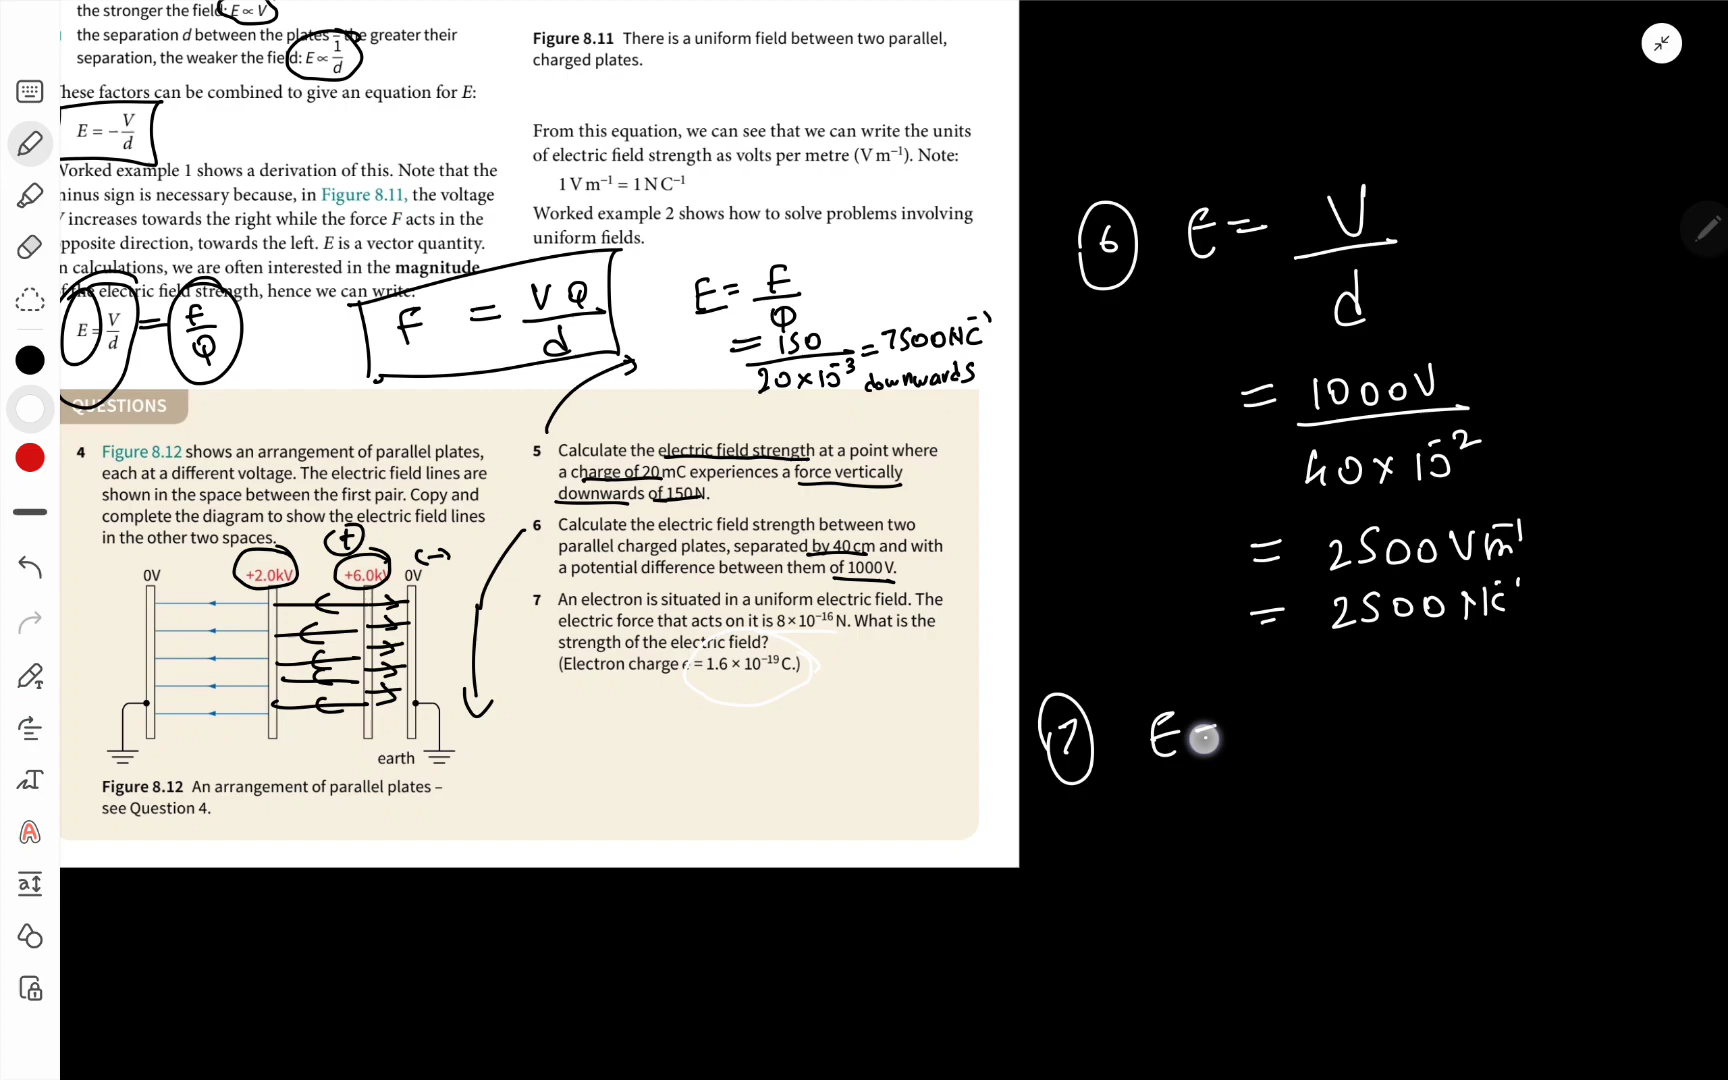 the stronger the field: E ∝ V
the separation d between the plates – the greater their
separation, the weaker the field: E ∝ 1/d
hese factors can be combined to give an equation for E:
E = – V/d
Worked example 1 shows a derivation of this. Note that the
minus sign is necessary because, in Figure 8.11, the voltage
V increases towards the right while the force F acts in the
opposite direction, towards the left. E is a vector quantity.
n calculations, we are often interested in the magnitude
of the electric field strength, hence we can write:
E = V/d = F/Q
F = VQ/d
Figure 8.11 There is a uniform field between two parallel,
charged plates.
From this equation, we can see that we can write the units
of electric field strength as volts per metre (V m⁻¹). Note:
1 V m⁻¹ = 1 N C⁻¹
Worked example 2 shows how to solve problems involving
uniform fields.
E = F/Q
= 150/20 × 10⁻³ = 7500 NC⁻¹
downwards
QUESTIONS
4 Figure 8.12 shows an arrangement of parallel plates,
each at a different voltage. The electric field lines are
shown in the space between the first pair. Copy and
complete the diagram to show the electric field lines
in the other two spaces.
(+)
(–)
0V +2.0kV +6.0kV 0V
earth
Figure 8.12 An arrangement of parallel plates –
see Question 4.
5 Calculate the electric field strength at a point where
a charge of 20 mC experiences a force vertically
downwards of 150 N.
6 Calculate the electric field strength between two
parallel charged plates, separated by 40 cm and with
a potential difference between them of 1000 V.
7 An electron is situated in a uniform electric field. The
electric force that acts on it is 8 × 10⁻¹⁶ N. What is the
strength of the electric field?
(Electron charge e = 1.6 × 10⁻¹⁹ C.)
6 E = V/d
= 1000V/40 × 10⁻²
= 2500 Vm⁻¹
= 2500 NC⁻¹
7 E =